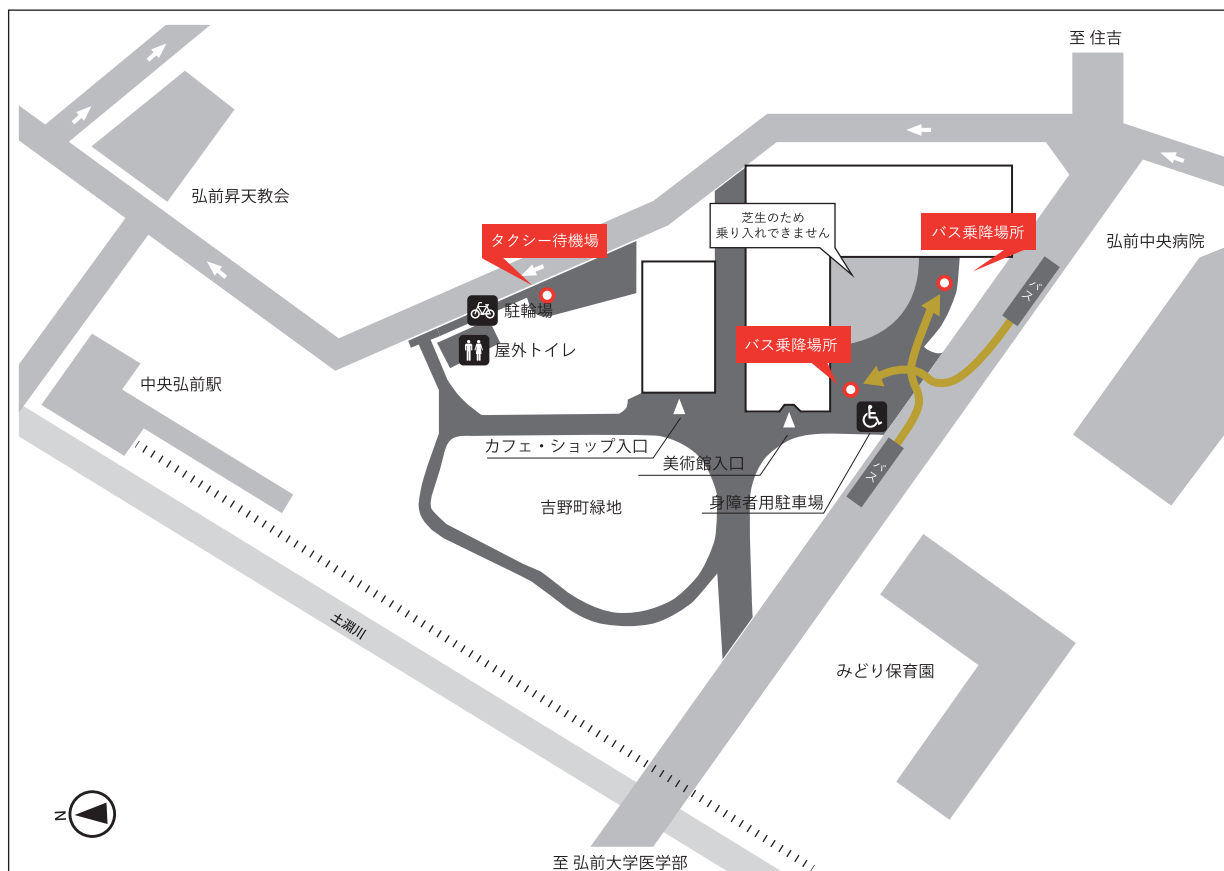 至 住吉
弘前昇天教会
芝生のため
乗り入れできません
タクシー待機場
バス乗降場所
弘前中央病院
バス
駐輪場
バス乗降場所
屋外トイレ
中央弘前駅
カフェ・ショップ入口
美術館入口
バス
吉野町緑地
身障者用駐車場
土淵川
みどり保育園
N
至 弘前大学医学部